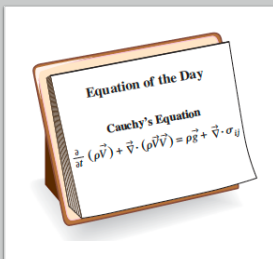 Equation of the Day
Cauchy's Equation
∂/∂t (ρV⃗) + ∇⃗·(ρV⃗V⃗) = ρg⃗ + ∇⃗·σij